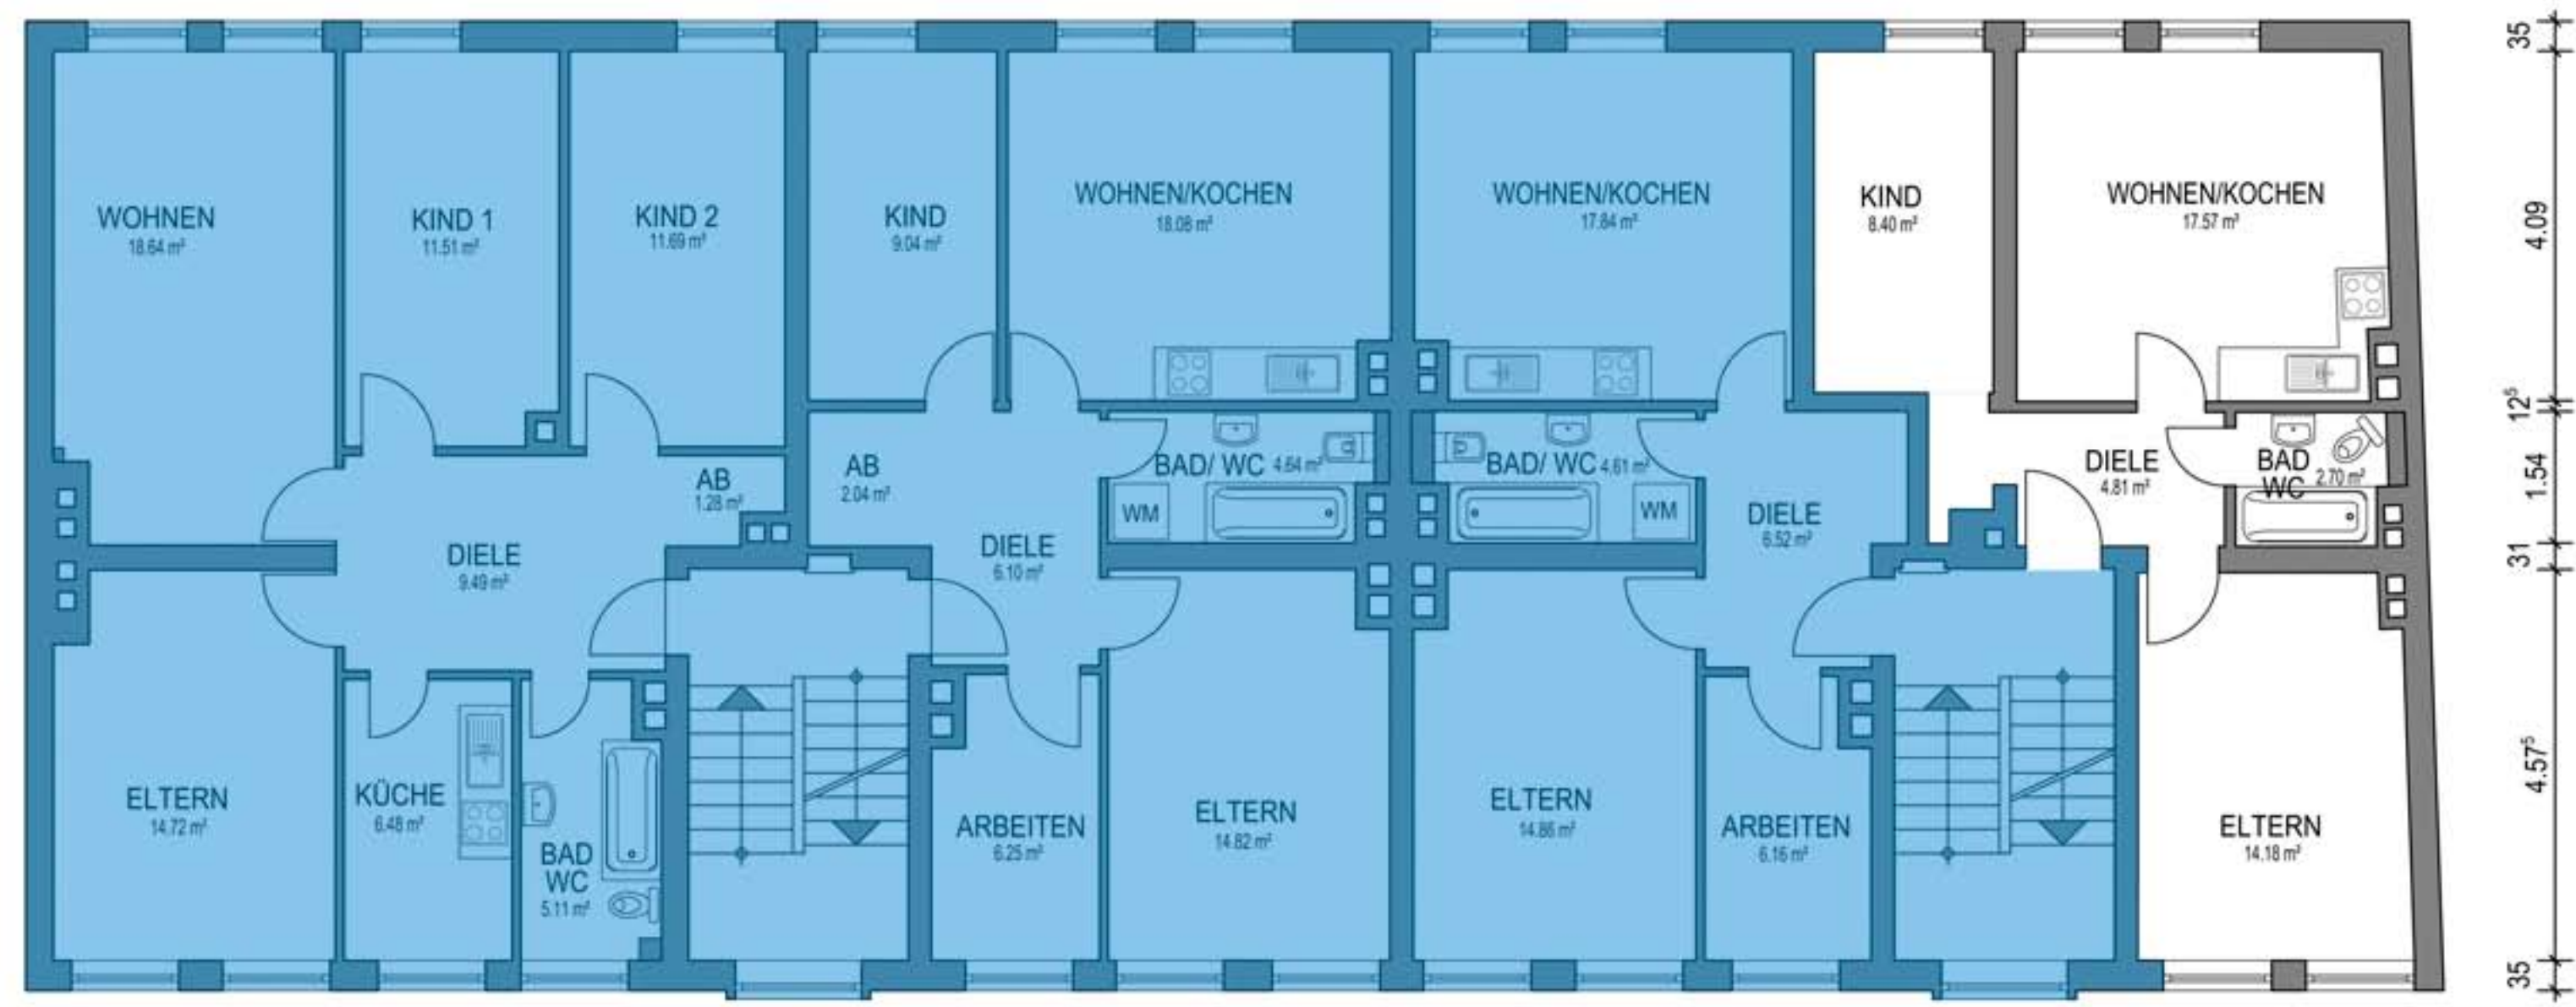 WOHNEN
18.64 m²
KIND 1
11.51 m²
KIND 2
11.69 m²
KIND
9.04 m²
WOHNEN/KOCHEN
18.08 m²
WOHNEN/KOCHEN
17.84 m²
KIND
8.40 m²
WOHNEN/KOCHEN
17.57 m²
AB
1.28 m²
AB
2.04 m²
BAD/ WC 4.64 m²
WM
BAD/ WC 4.61 m²
WM
DIELE
9.49 m²
DIELE
6.10 m²
DIELE
6.52 m²
DIELE
4.81 m²
BAD
WC
2.70 m²
ELTERN
14.72 m²
KÜCHE
6.48 m²
BAD
WC
5.11 m²
ARBEITEN
6.25 m²
ELTERN
14.82 m²
ELTERN
14.86 m²
ARBEITEN
6.16 m²
ELTERN
14.18 m²
35
4.09
12⁵
1.54
31
4.57⁵
35